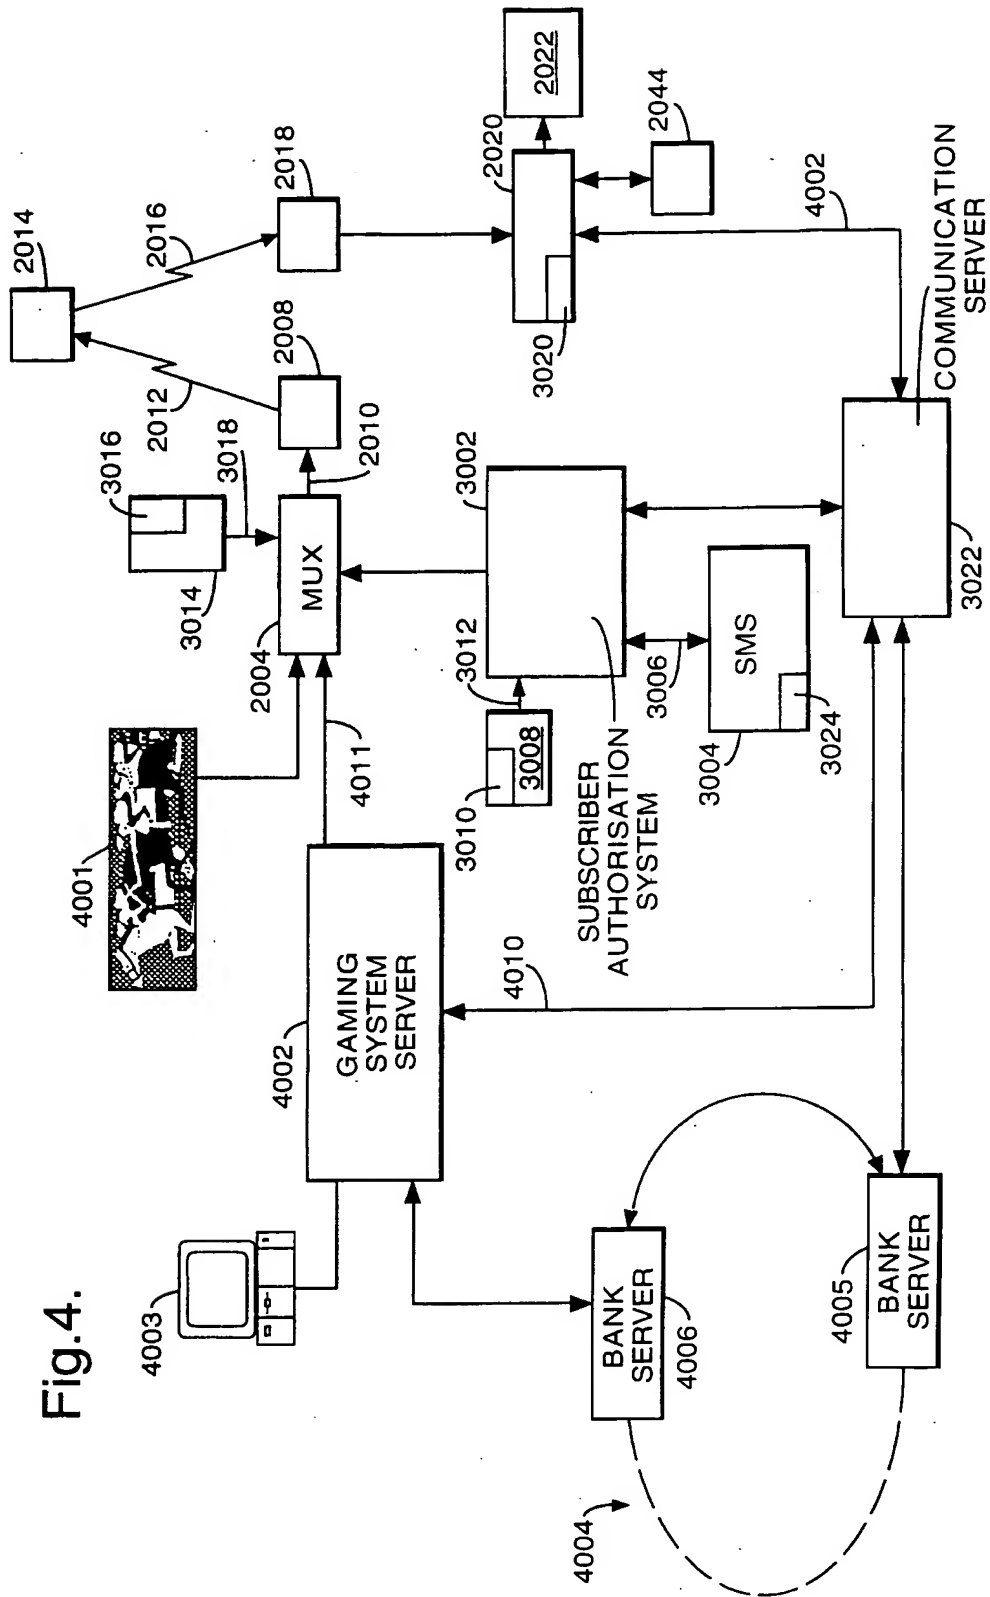 Fig.4.
4003
4001
4002
GAMING
SYSTEM
SERVER
4011
2004
MUX
3014
3016
3018
2010
2008
2012
2014
2016
2018
2020
2022
2044
3020
4002
3002
3012
3010
3008
SUBSCRIBER
AUTHORISATION
SYSTEM
3006
SMS
3004
3024
4010
COMMUNICATION
SERVER
3022
BANK
SERVER
4006
BANK
SERVER
4005
4004